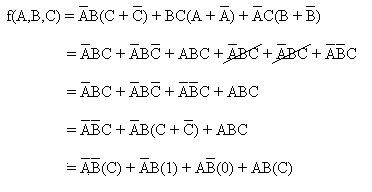 f(A,B,C) = A̅B(C + C̅) + BC(A + A̅) + A̅C(B + B̅)
= A̅BC + A̅BC̅ + ABC + A̅BC + A̅BC + A̅B̅C
= A̅BC + A̅BC̅ + A̅B̅C + ABC
= A̅B̅C + A̅B(C + C̅) + ABC
= A̅B̅(C) + A̅B(1) + AB̅(0) + AB(C)